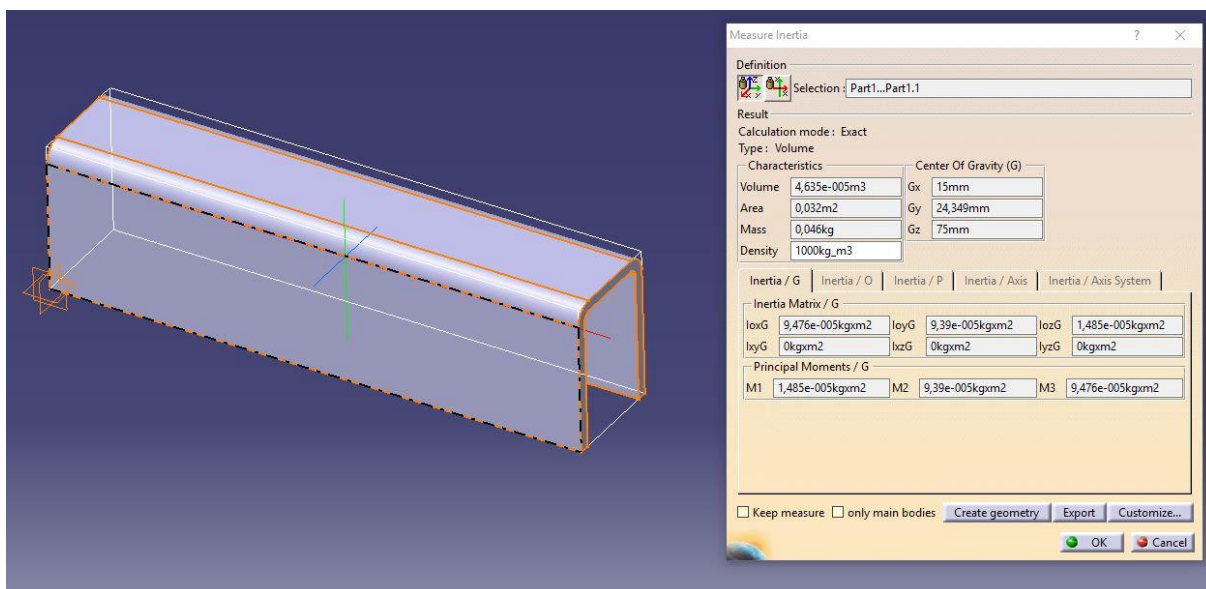 Measure Inertia ? ×
Definition
Selection : Part1...Part1.1
Result
Calculation mode : Exact
Type : Volume
Characteristics Center Of Gravity (G)
Volume 4,635e-005m3 Gx 15mm
Area 0,032m2 Gy 24,349mm
Mass 0,046kg Gz 75mm
Density 1000kg_m3
Inertia / G Inertia / O Inertia / P Inertia / Axis Inertia / Axis System
Inertia Matrix / G
IoxG 9,476e-005kgxm2 IoyG 9,39e-005kgxm2 IozG 1,485e-005kgxm2
IxyG 0kgxm2 IxzG 0kgxm2 IyzG 0kgxm2
Principal Moments / G
M1 1,485e-005kgxm2 M2 9,39e-005kgxm2 M3 9,476e-005kgxm2
Keep measure only main bodies Create geometry Export Customize...
OK Cancel